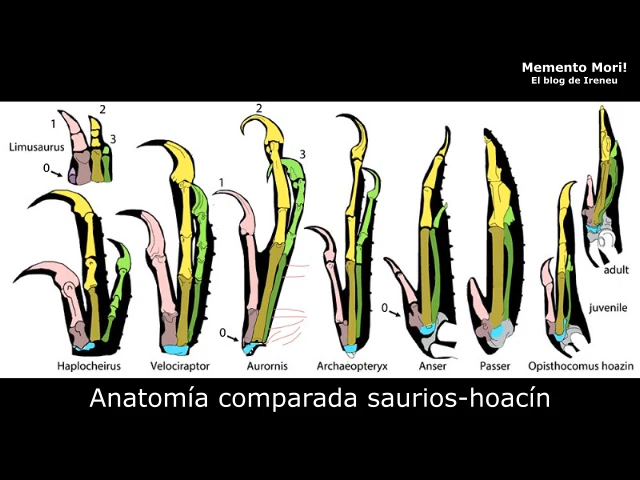 Memento Mori!
El blog de Ireneu
1
2
3
Limusaurus
0
2
3
1
0
0
adult
juvenile
Haplocheirus
Velociraptor
Aurornis
Archaeopteryx
Anser
Passer
Opisthocomus hoazin
Anatomía comparada saurios-hoacín